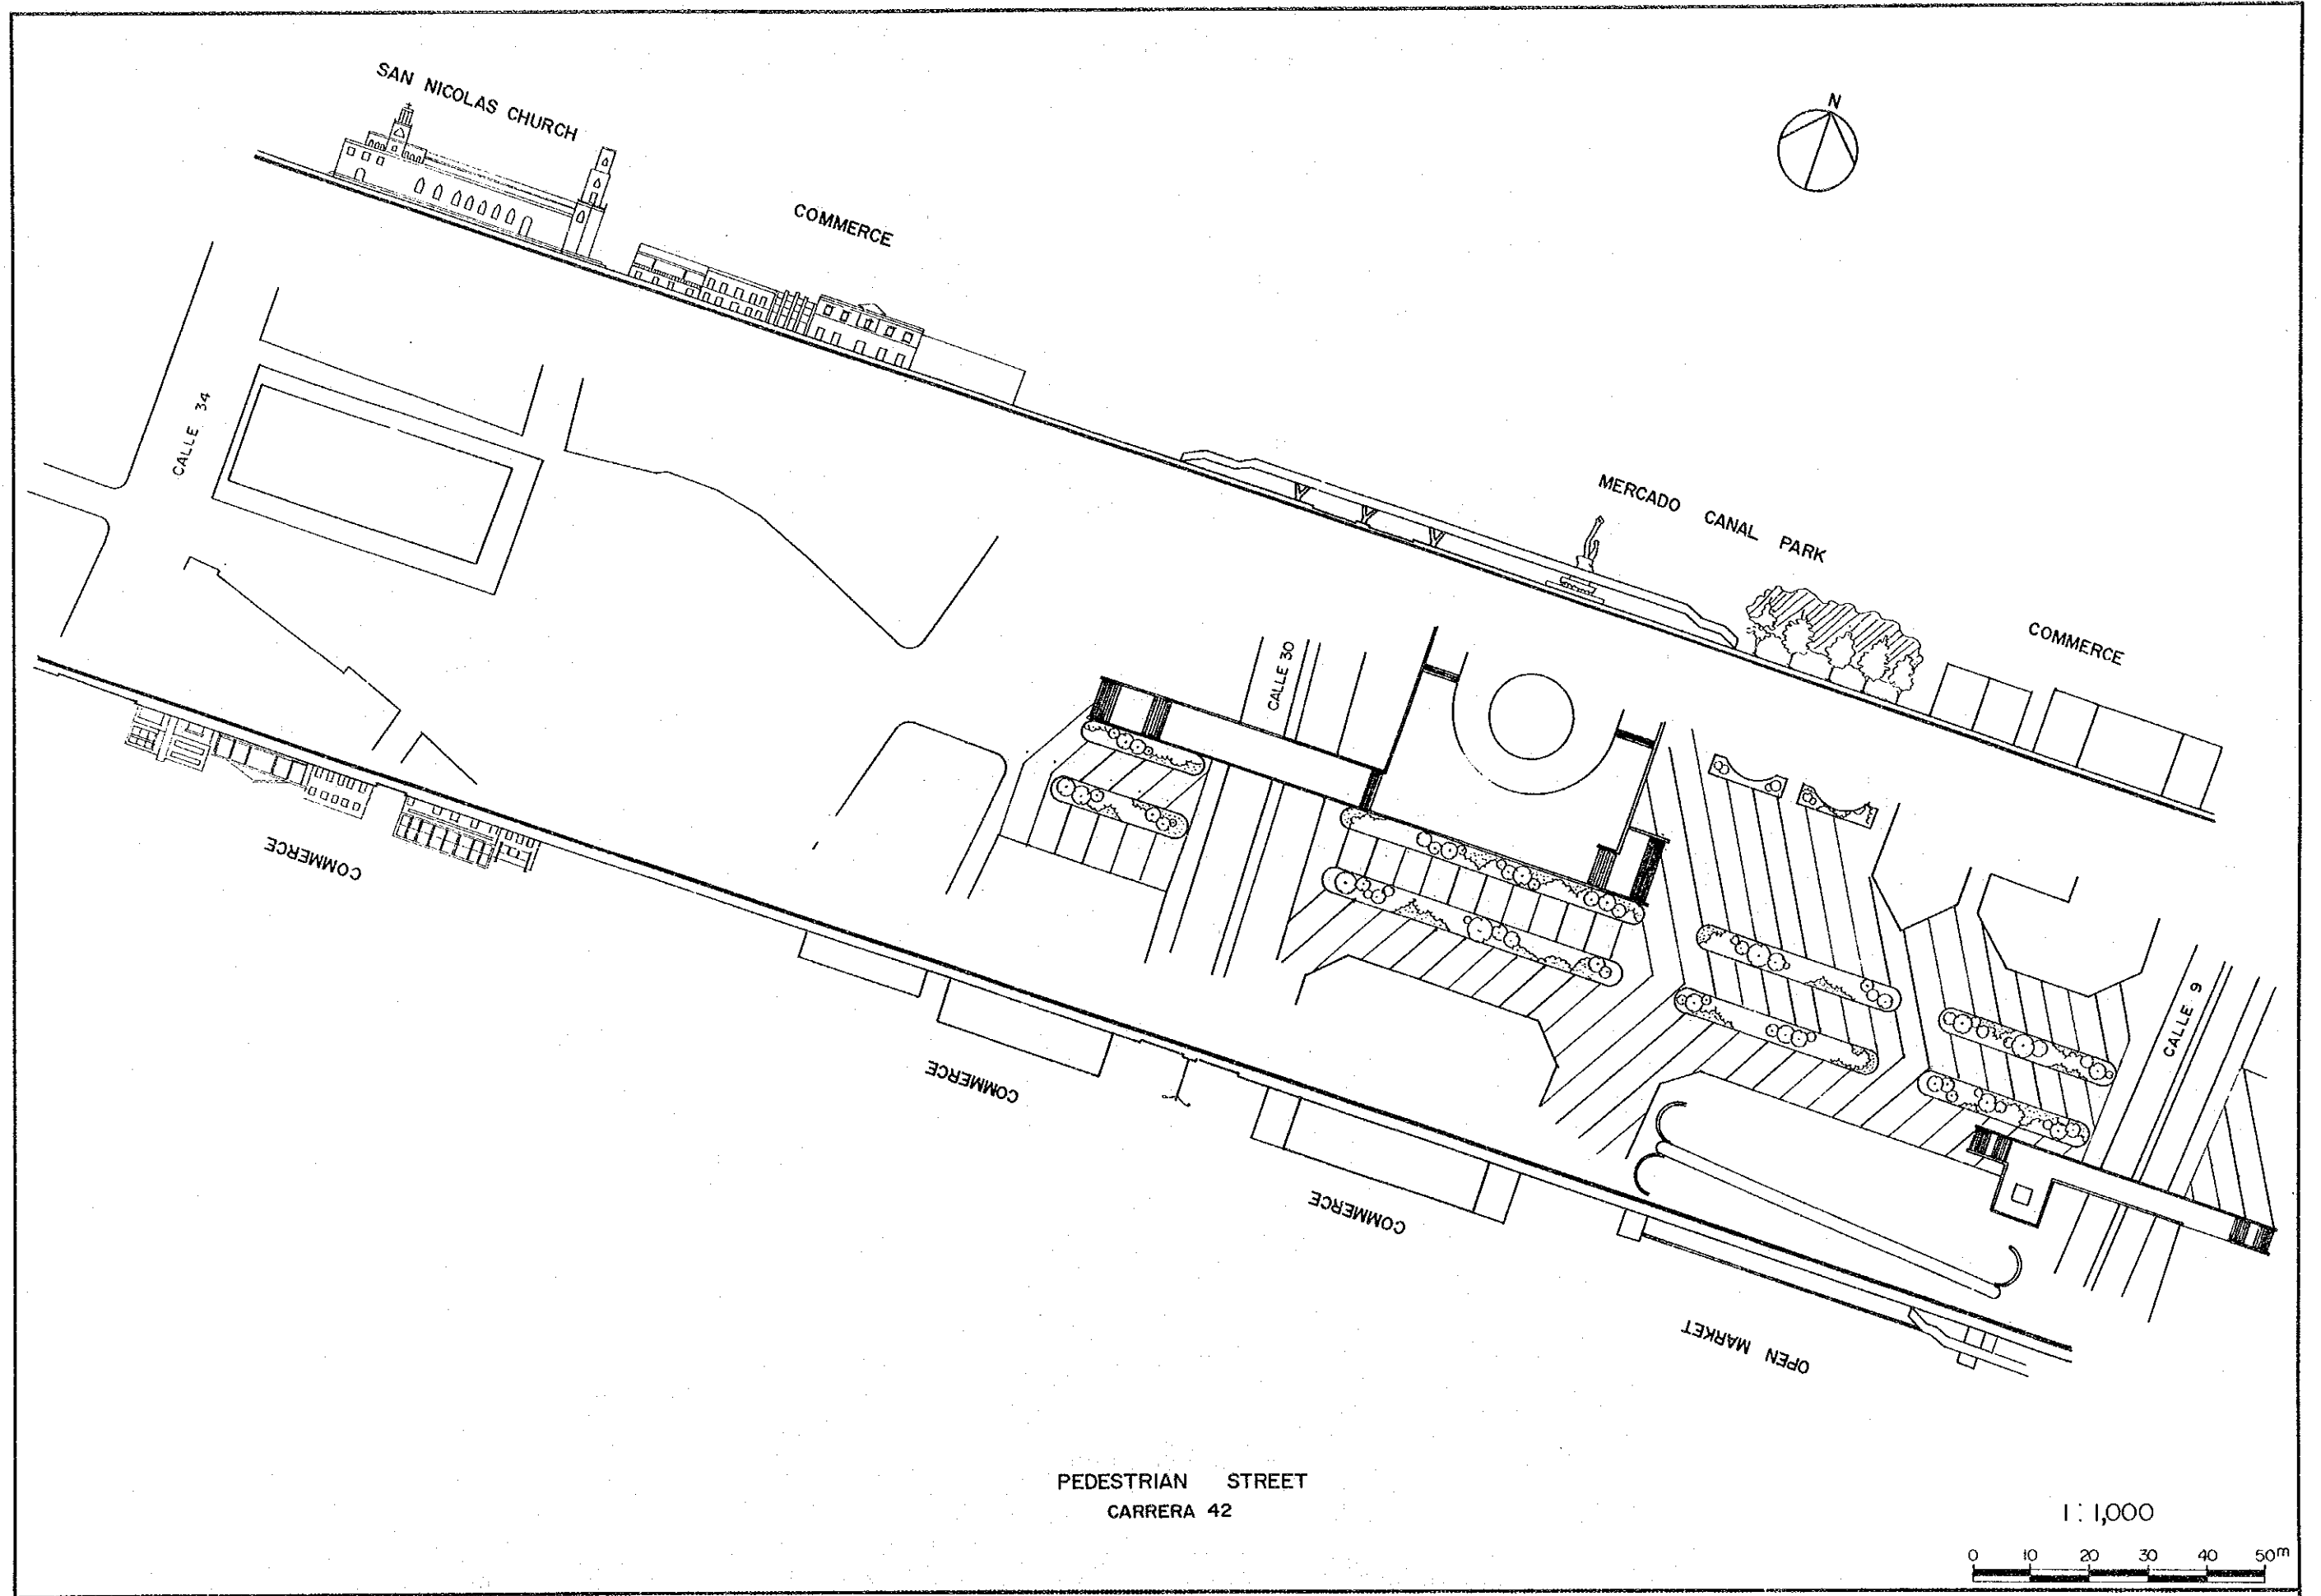 SAN NICOLAS CHURCH
N
COMMERCE
CALLE 34
MERCADO CANAL PARK
COMMERCE
CALLE 30
COMMERCE
CALLE 9
COMMERCE
COMMERCE
OPEN MARKET
PEDESTRIAN STREET
CARRERA 42
1:1,000
0 10 20 30 40 50m